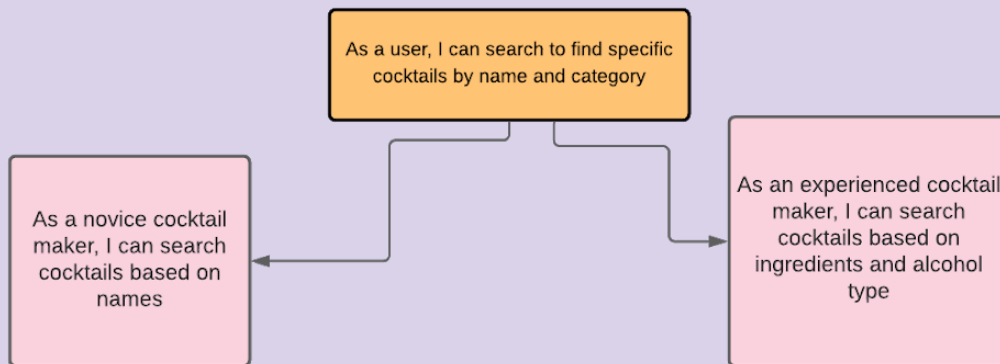 As a user, I can search to find specific
cocktails by name and category
As a novice cocktail
maker, I can search
cocktails based on
names
As an experienced cocktail
maker, I can search
cocktails based on
ingredients and alcohol
type